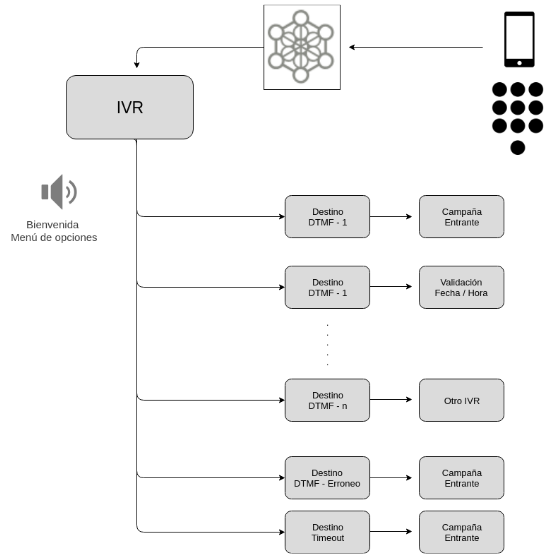 IVR
Bienvenida
Menú de opciones
Destino
DTMF - 1
Campaña
Entrante
Destino
DTMF - 1
Validación
Fecha / Hora
Destino
DTMF - n
Otro IVR
Destino
DTMF - Erroneo
Campaña
Entrante
Destino
Timeout
Campaña
Entrante